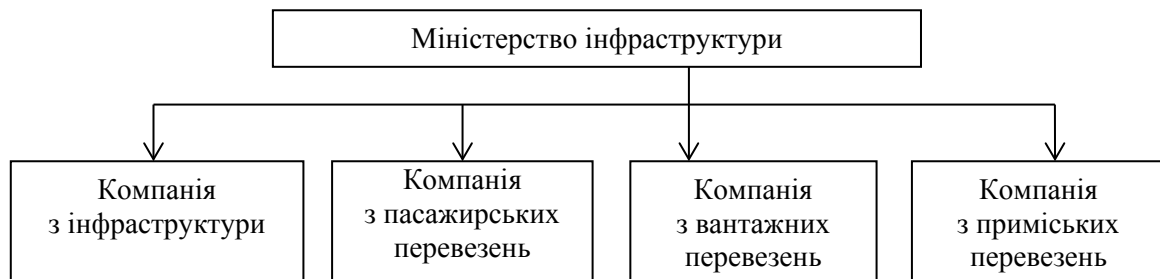 Міністерство інфраструктури
Компанія
з інфраструктури
Компанія
з пасажирських
перевезень
Компанія
з вантажних
перевезень
Компанія
з приміських
перевезень